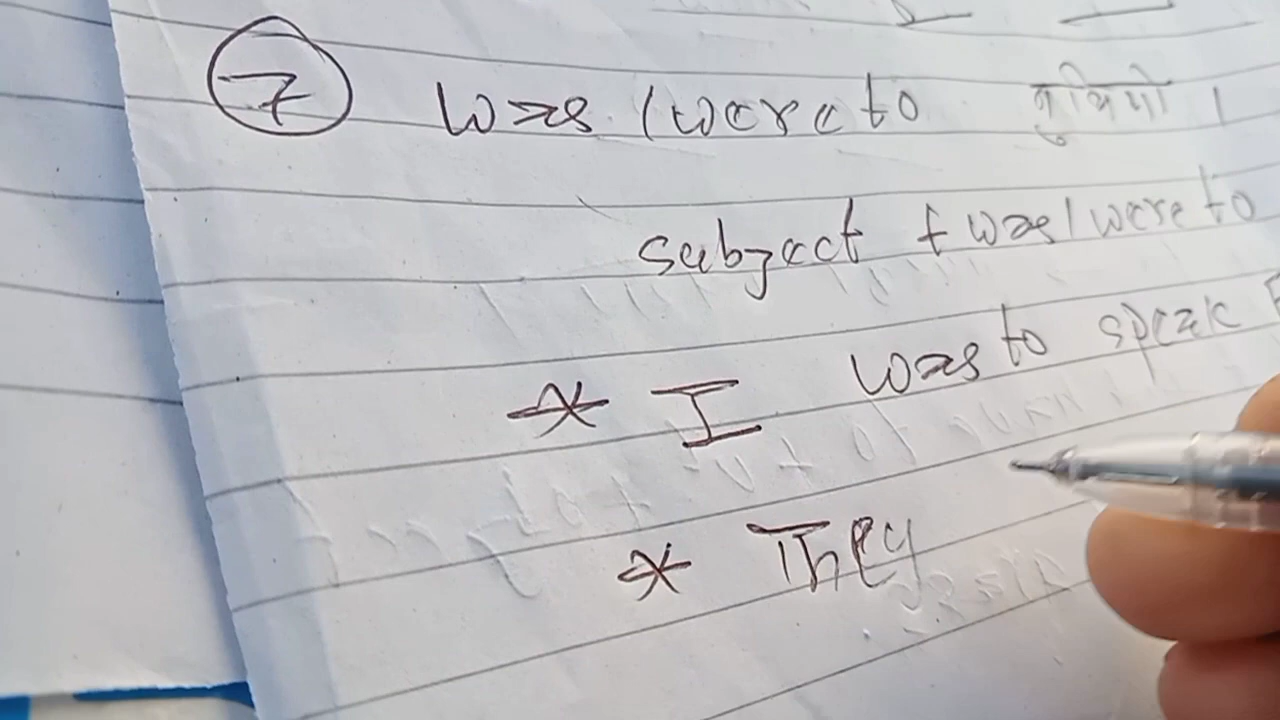 7 was/were to नु थियो ।
subject + was/were to
* I was to speak E
* They